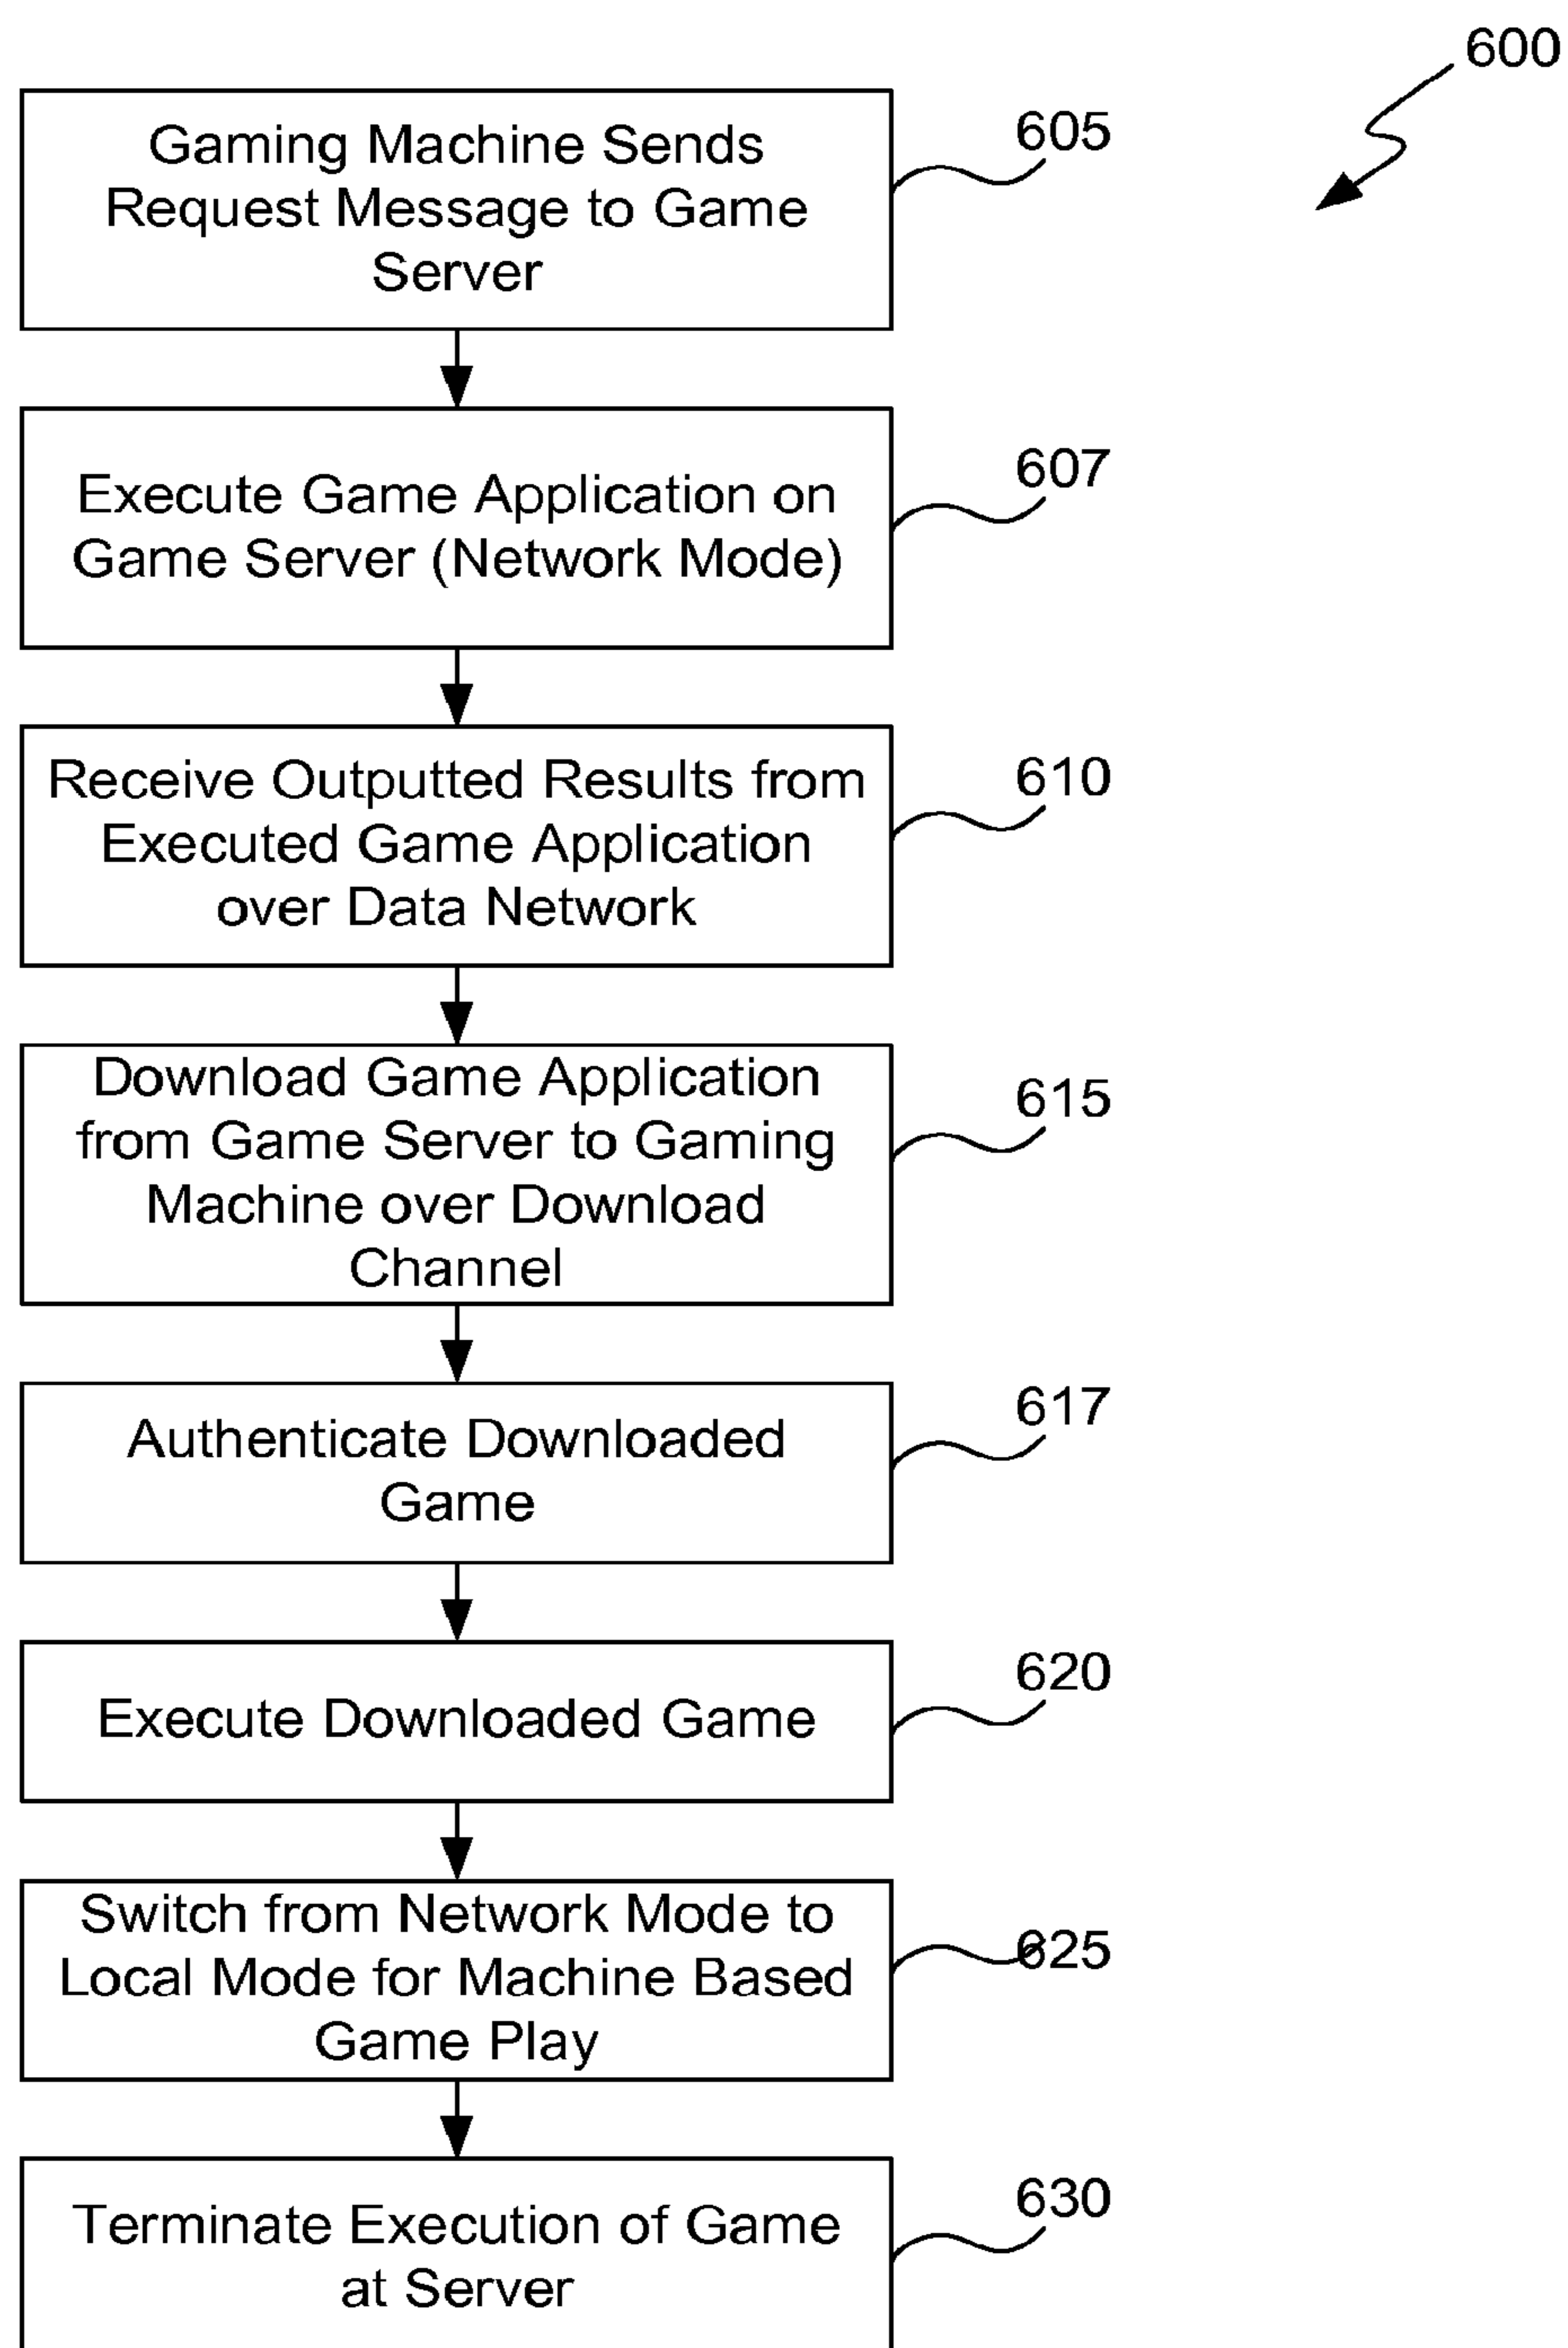 600
Gaming Machine Sends
Request Message to Game
Server
605
Execute Game Application on
Game Server (Network Mode)
607
Receive Outputted Results from
Executed Game Application
over Data Network
610
Download Game Application
from Game Server to Gaming
Machine over Download
Channel
615
Authenticate Downloaded
Game
617
Execute Downloaded Game
620
Switch from Network Mode to
Local Mode for Machine Based
Game Play
625
Terminate Execution of Game
at Server
630